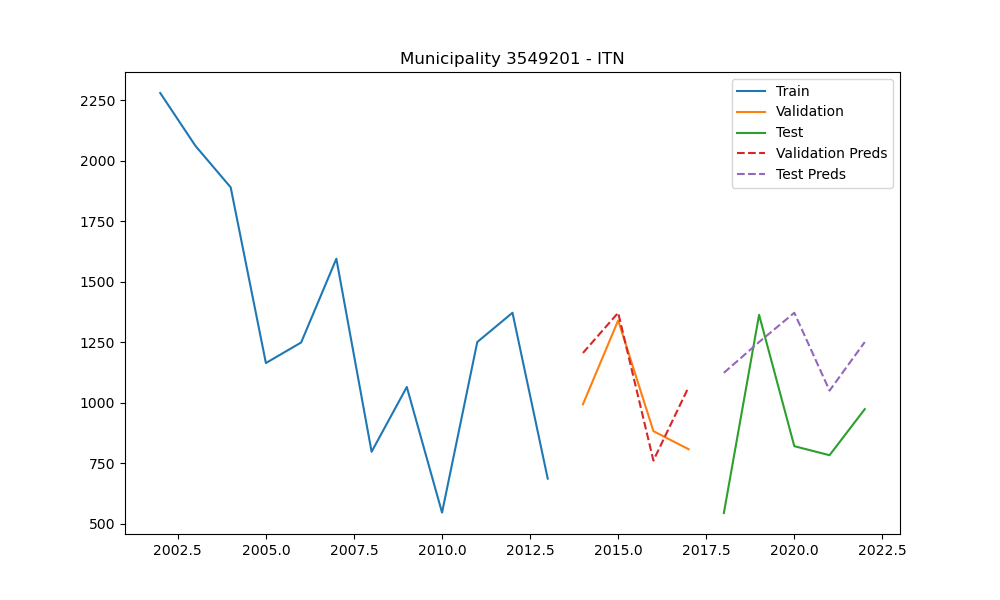 Municipality 3549201 - ITN
2250
2000
1750
1500
1250
1000
750
500
Train
Validation
Test
Validation Preds
Test Preds
2002.5 2005.0 2007.5 2010.0 2012.5 2015.0 2017.5 2020.0 2022.5